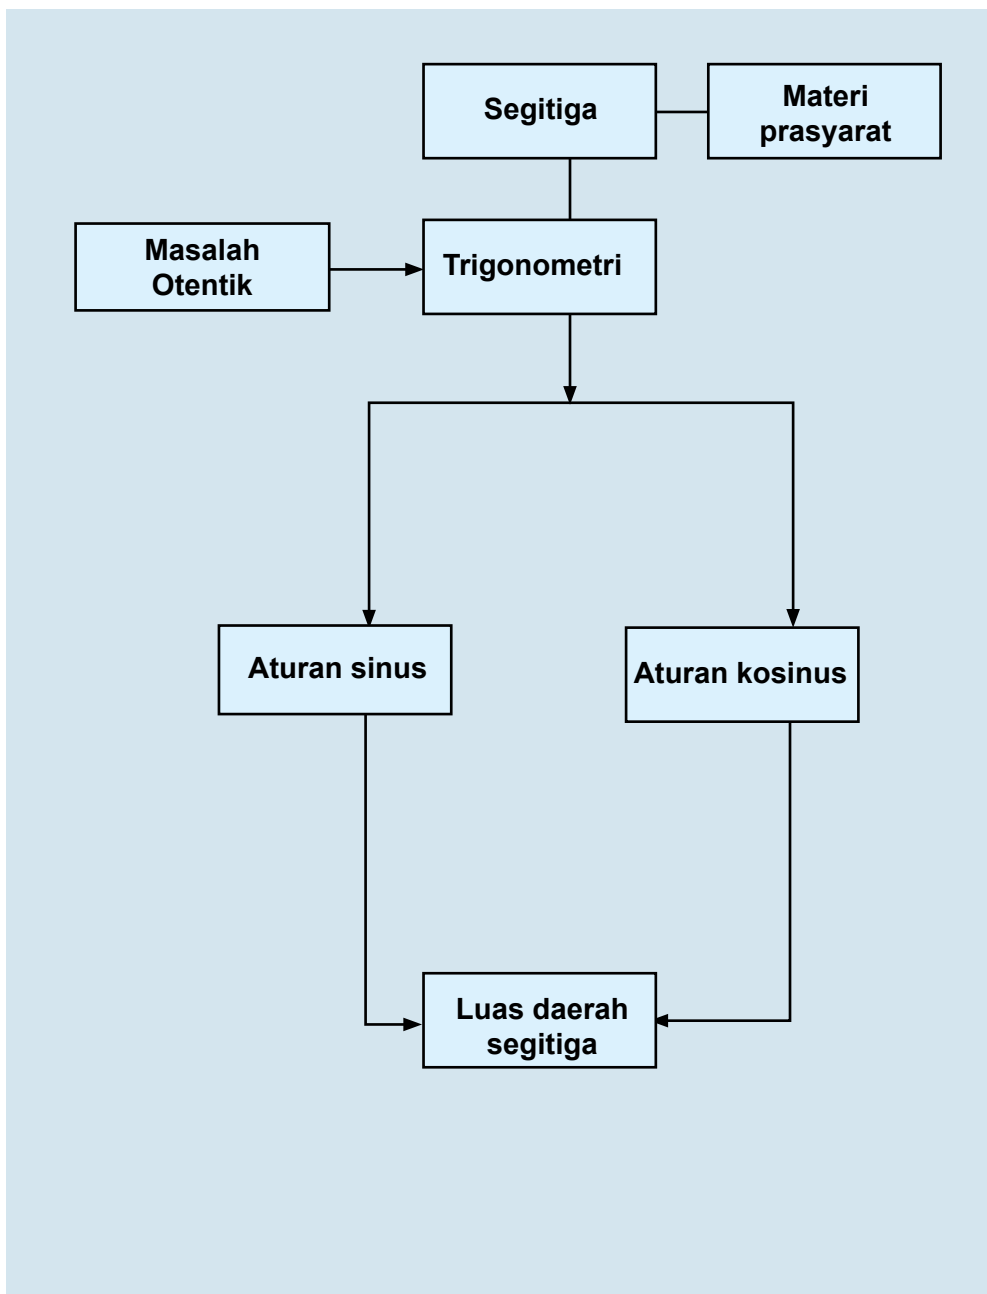 Segitiga
Materi
prasyarat
Masalah
Otentik
Trigonometri
Aturan sinus
Aturan kosinus
Luas daerah
segitiga